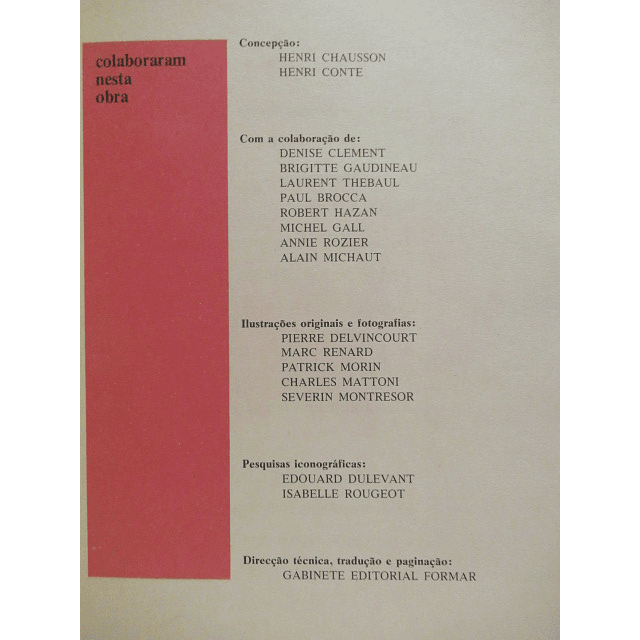 colaboraram
nesta
obra
Concepção:
HENRI CHAUSSON
HENRI CONTE
Com a colaboração de:
DENISE CLEMENT
BRIGITTE GAUDINEAU
LAURENT THEBAUL
PAUL BROCCA
ROBERT HAZAN
MICHEL GALL
ANNIE ROZIER
ALAIN MICHAUT
Ilustrações originais e fotografias:
PIERRE DELVINCOURT
MARC RENARD
PATRICK MORIN
CHARLES MATTONI
SEVERIN MONTRESOR
Pesquisas iconográficas:
EDOUARD DULEVANT
ISABELLE ROUGEOT
Direcção técnica, tradução e paginação:
GABINETE EDITORIAL FORMAR